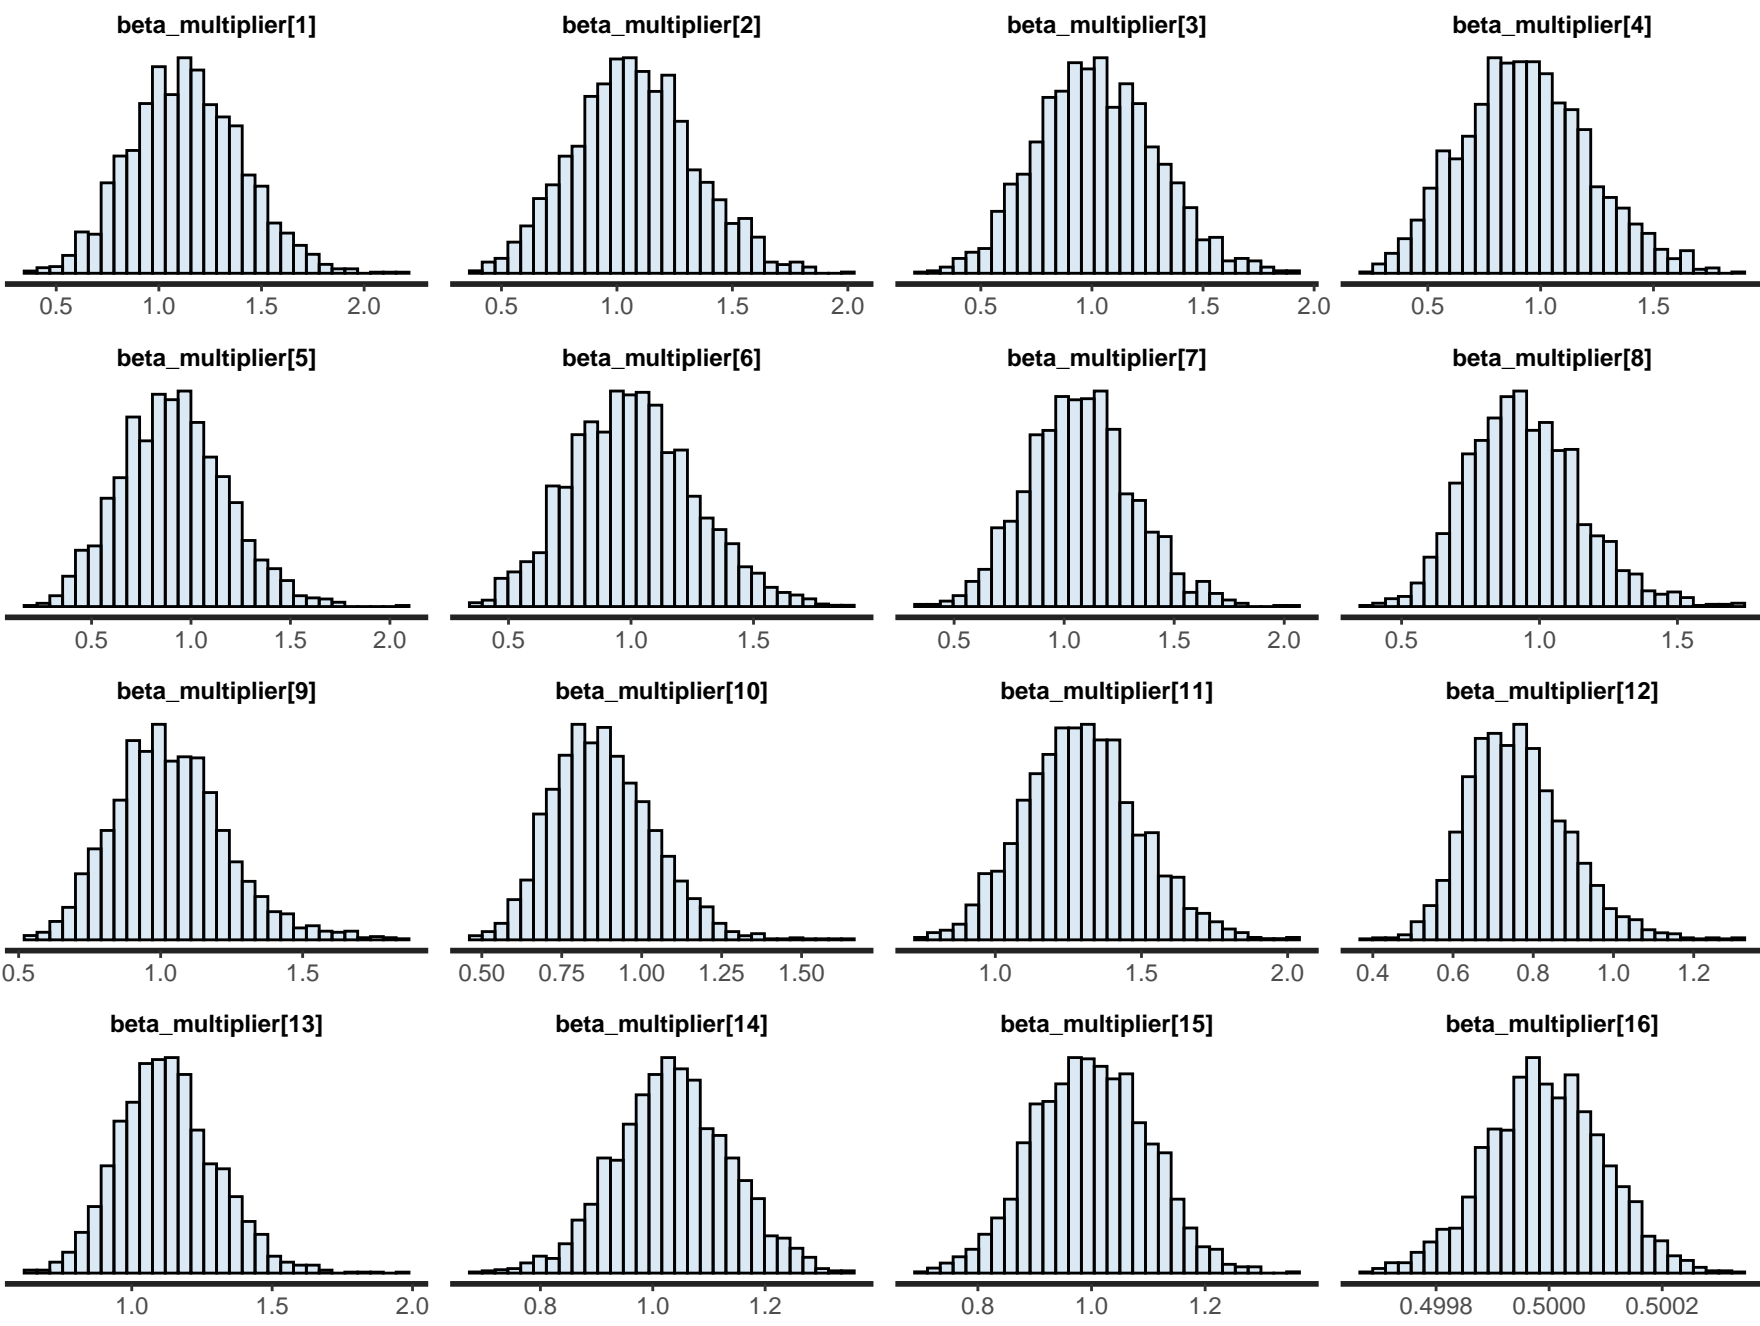 beta_multiplier[1] beta_multiplier[2] beta_multiplier[3] beta_multiplier[4]
0.5 1.0 1.5 2.0 0.5 1.0 1.5 2.0 0.5 1.0 1.5 2.0 0.5 1.0 1.5
beta_multiplier[5] beta_multiplier[6] beta_multiplier[7] beta_multiplier[8]
0.5 1.0 1.5 2.0 0.5 1.0 1.5 0.5 1.0 1.5 2.0 0.5 1.0 1.5
beta_multiplier[9] beta_multiplier[10] beta_multiplier[11] beta_multiplier[12]
0.5 1.0 1.5 0.50 0.75 1.00 1.25 1.50 1.0 1.5 2.0 0.4 0.6 0.8 1.0 1.2
beta_multiplier[13] beta_multiplier[14] beta_multiplier[15] beta_multiplier[16]
1.0 1.5 2.0 0.8 1.0 1.2 0.8 1.0 1.2 0.4998 0.5000 0.5002